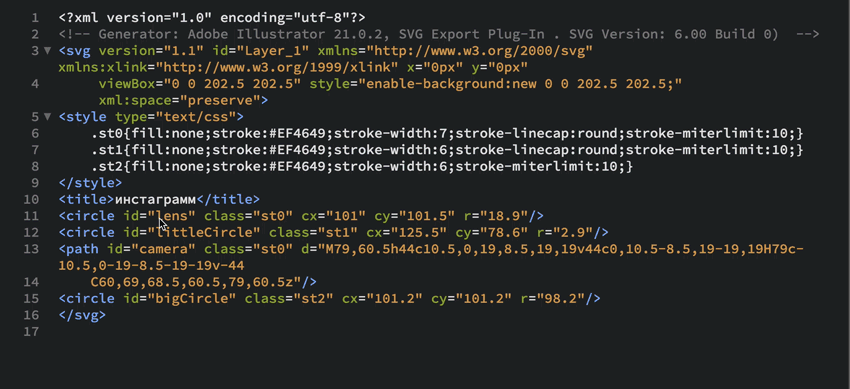 1 <?xml version="1.0" encoding="utf-8"?>
2 <!-- Generator: Adobe Illustrator 21.0.2, SVG Export Plug-In . SVG Version: 6.00 Build 0)  -->
3 <svg version="1.1" id="Layer_1" xmlns="http://www.w3.org/2000/svg"
xmlns:xlink="http://www.w3.org/1999/xlink" x="0px" y="0px"
4 viewBox="0 0 202.5 202.5" style="enable-background:new 0 0 202.5 202.5;"
xml:space="preserve">
5 <style type="text/css">
6 .st0{fill:none;stroke:#EF4649;stroke-width:7;stroke-linecap:round;stroke-miterlimit:10;}
7 .st1{fill:none;stroke:#EF4649;stroke-width:6;stroke-linecap:round;stroke-miterlimit:10;}
8 .st2{fill:none;stroke:#EF4649;stroke-width:6;stroke-miterlimit:10;}
9 </style>
10 <title>инстаграмм</title>
11 <circle id="lens" class="st0" cx="101" cy="101.5" r="18.9"/>
12 <circle id="littleCircle" class="st1" cx="125.5" cy="78.6" r="2.9"/>
13 <path id="camera" class="st0" d="M79,60.5h44c10.5,0,19,8.5,19,19v44c0,10.5-8.5,19-19,19H79c-
10.5,0-19-8.5-19-19v-44
14 C60,69,68.5,60.5,79,60.5z"/>
15 <circle id="bigCircle" class="st2" cx="101.2" cy="101.2" r="98.2"/>
16 </svg>
17